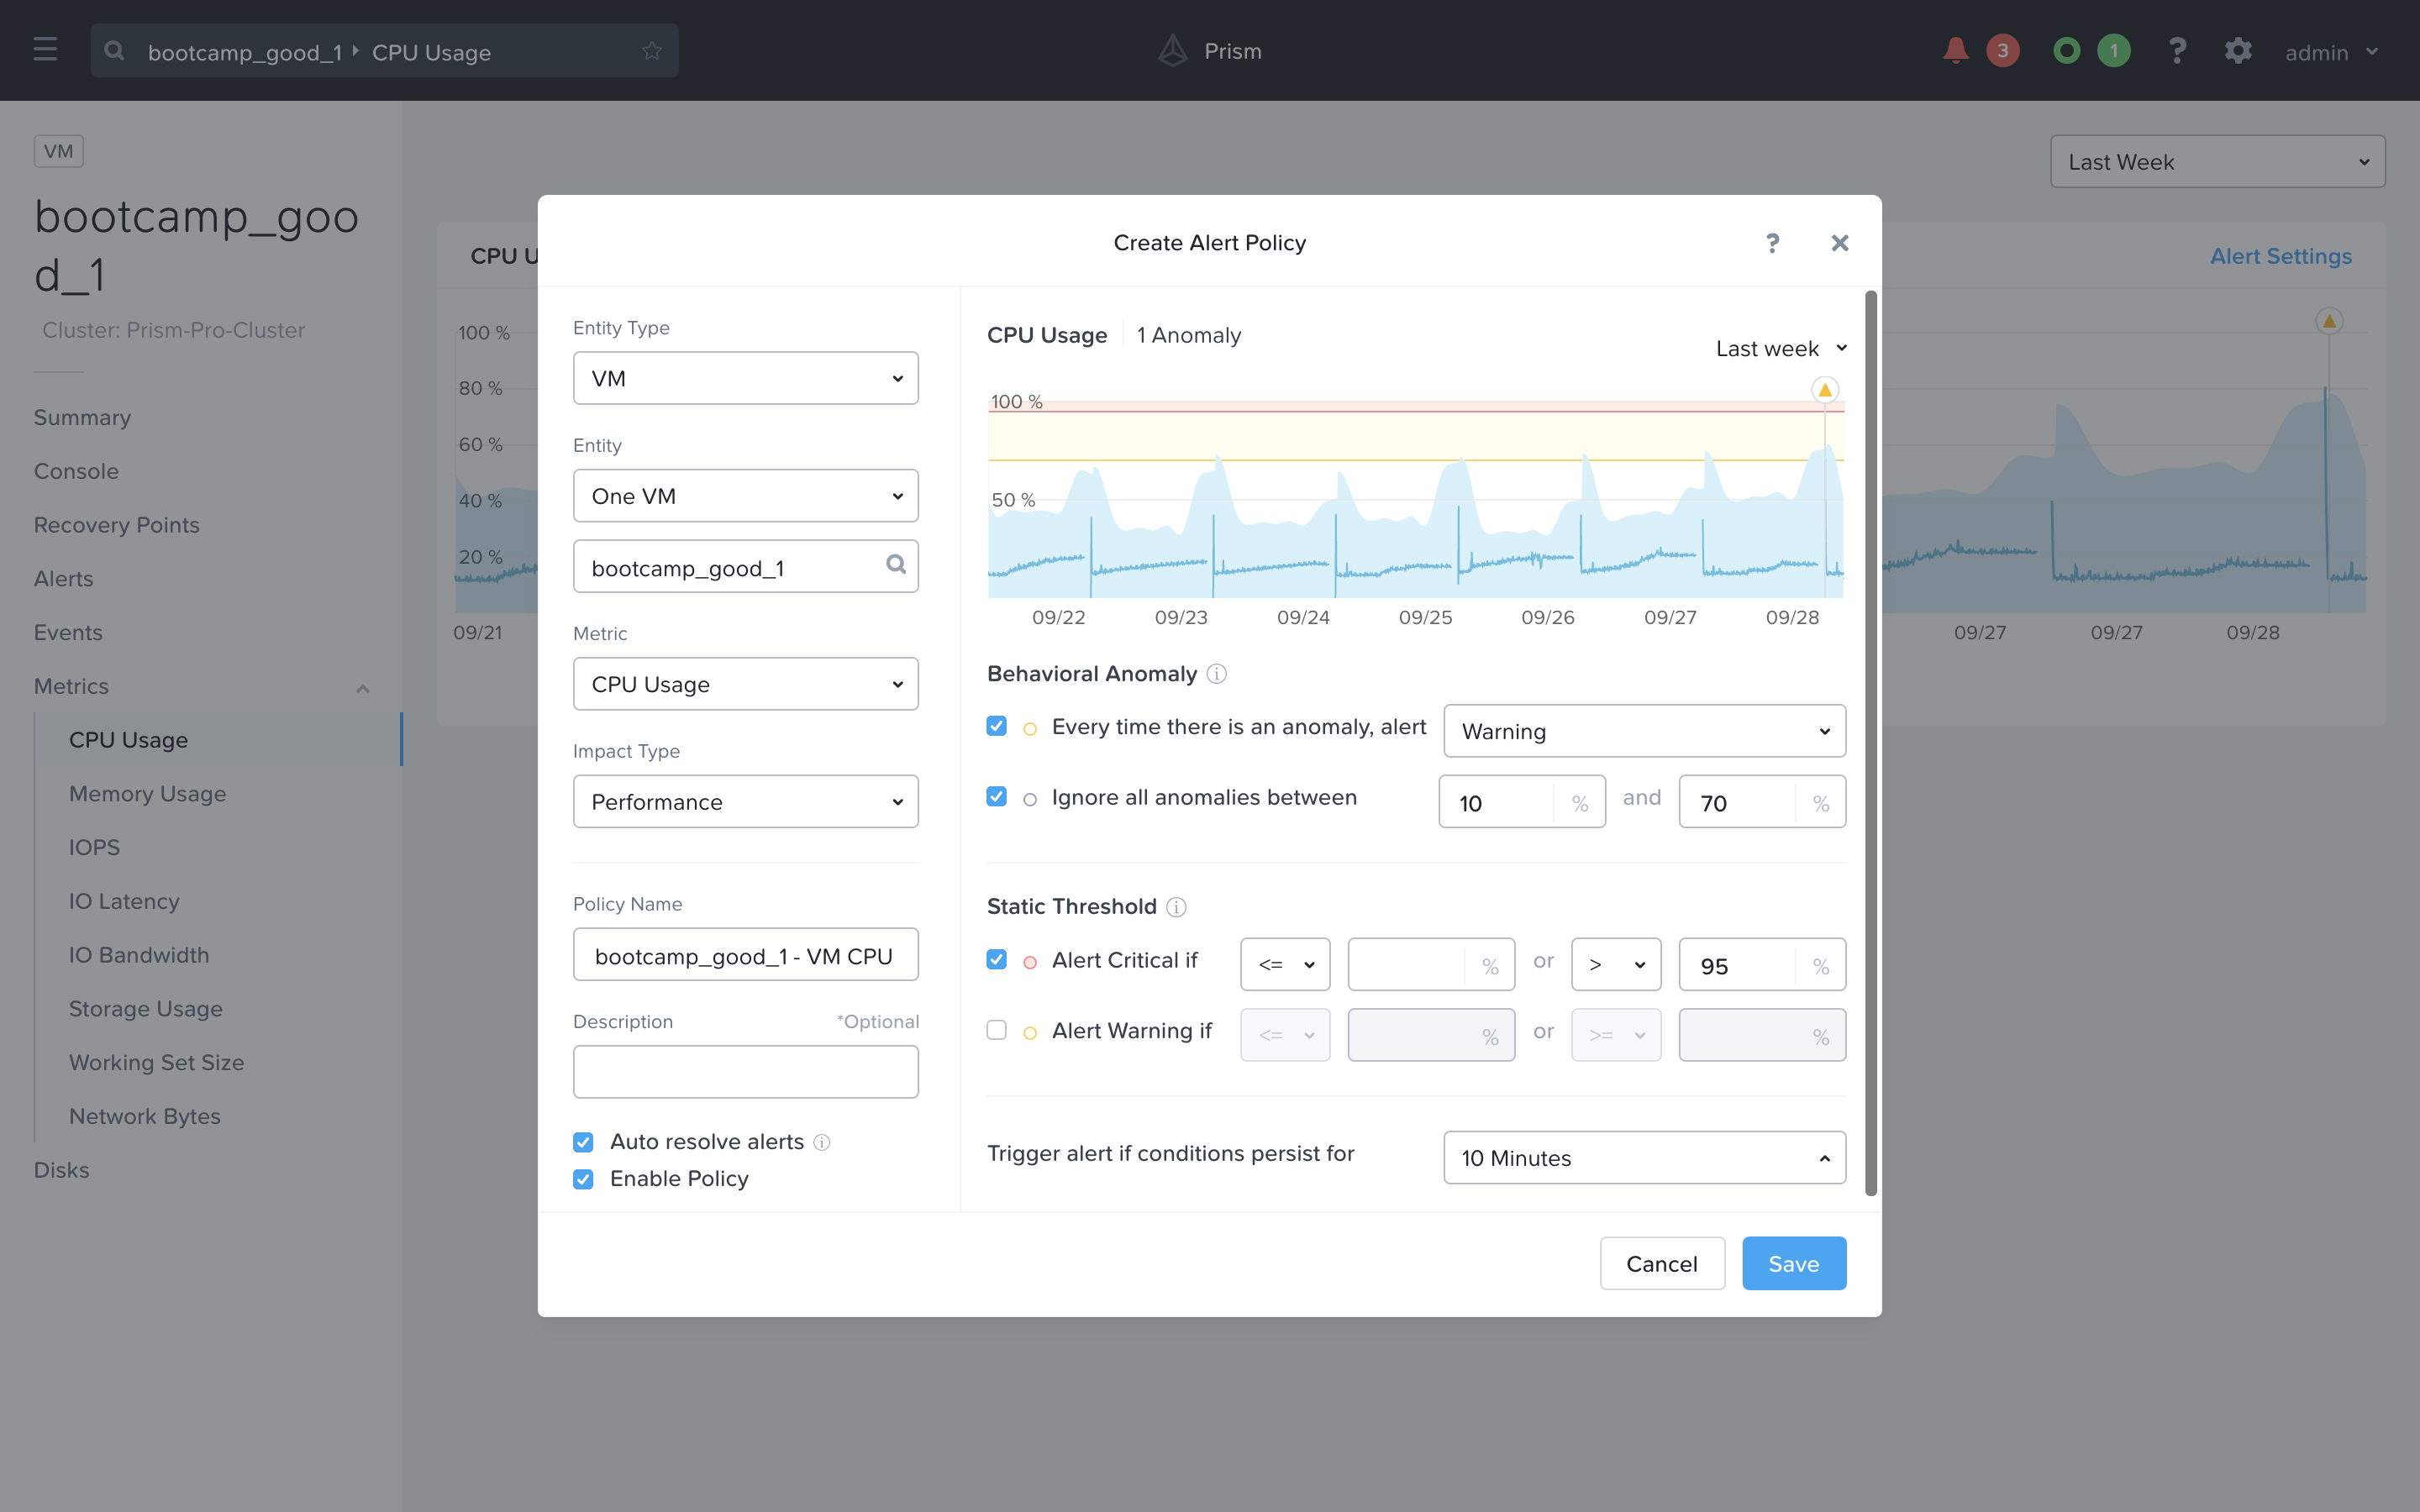 bootcamp_good_1 CPU Usage
Prism
3
1
?
admin
VM
bootcamp_goo
d_1
Cluster: Prism-Pro-Cluster
Summary
Console
Recovery Points
Alerts
Events
Metrics
CPU Usage
Memory Usage
IOPS
IO Latency
IO Bandwidth
Storage Usage
Working Set Size
Network Bytes
Disks
Last Week
CPU U
Alert Settings
100 %
80 %
60 %
40 %
20 %
09/21
09/27
09/27
09/28
Create Alert Policy
?
Entity Type
VM
Entity
One VM
bootcamp_good_1
Metric
CPU Usage
Impact Type
Performance
Policy Name
bootcamp_good_1 - VM CPU
Description *Optional
Auto resolve alerts
Enable Policy
CPU Usage 1 Anomaly
Last week
100 %
50 %
09/22 09/23 09/24 09/25 09/26 09/27 09/28
Behavioral Anomaly
Every time there is an anomaly, alert Warning
Ignore all anomalies between 10 % and 70 %
Static Threshold
Alert Critical if <= % or > 95 %
Alert Warning if <= % or >= %
Trigger alert if conditions persist for 10 Minutes
Cancel Save